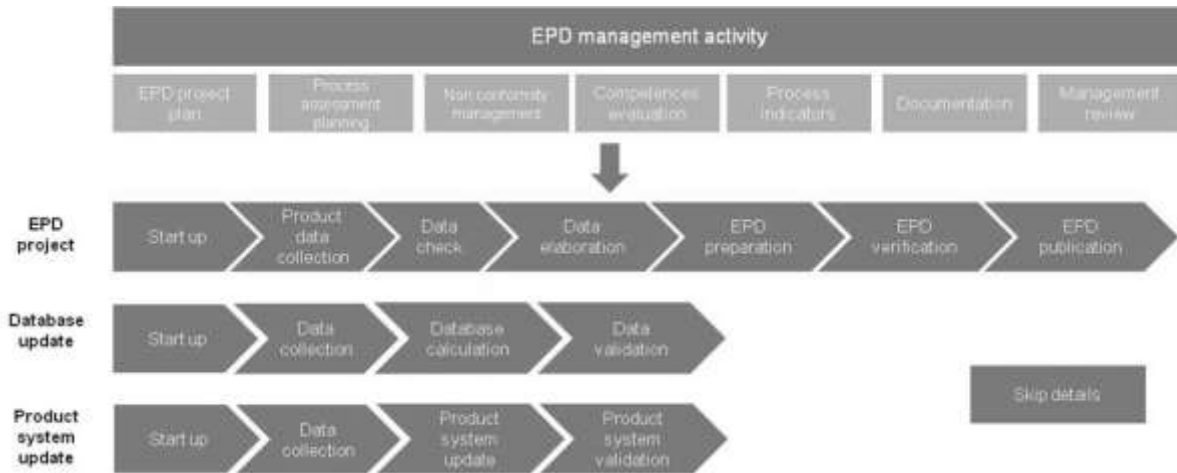 EPD management activity
EPD project
plan
Process
assessment
planning
Non conformity
management
Competences
evaluation
Process
indicators
Documentation
Management
review
EPD
project
Start up
Product
data
collection
Data
check
Data
elaboration
EPD
preparation
EPD
verification
EPD
publication
Database
update
Start up
Data
collection
Database
calculation
Data
validation
Skip details
Product
system
update
Start up
Data
collection
Product
system
update
Product
system
validation